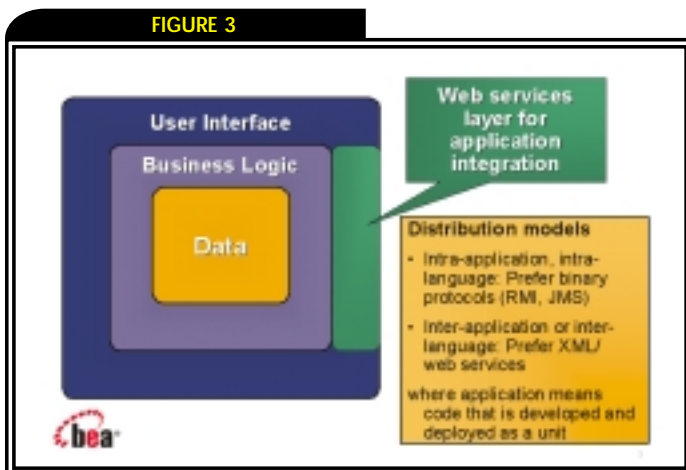 FIGURE 3
User Interface
Business Logic
Data
Web services
layer for
application
integration
Distribution models
• Intra-application, intra-
language: Prefer binary
protocols (RMI, JMS)
• Inter-application or inter-
language: Prefer XML/
web services
where application means
code that is developed and
deployed as a unit
bea
3